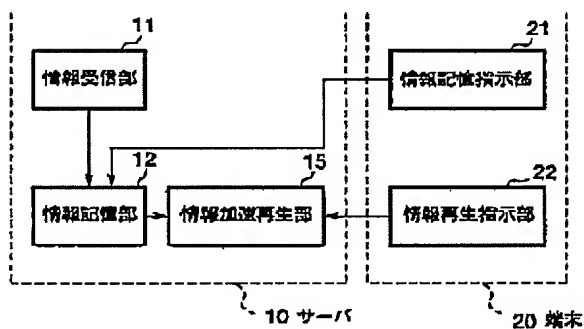 11
情報受信部
21
情報記憶指示部
12
情報記憶部
15
情報加速再生部
22
情報再生指示部
10 サーバ
20 端末